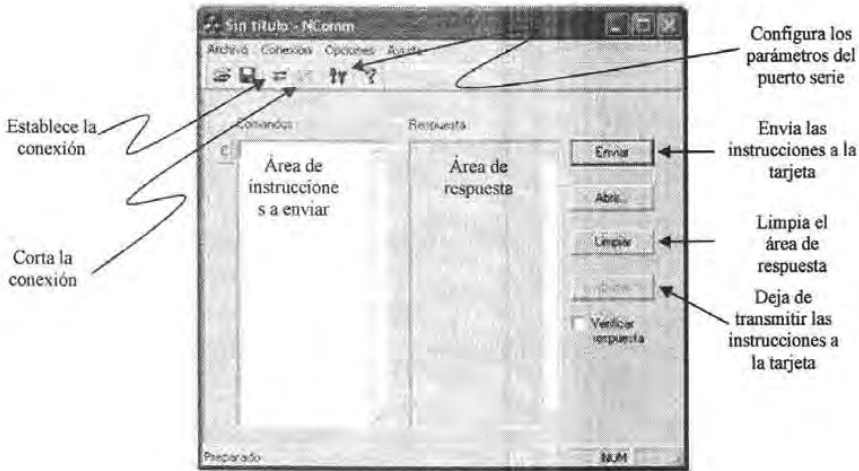 Sin título - NComm
Archivo Conexión Opciones Ayuda
Configura los
parámetros del
puerto serie
Establece la
conexión
Corta la
conexión
Comandos
Respuesta
C
Área de
instruccione
s a enviar
Área de
respuesta
Enviar
Abrir...
Limpiar
Verificar
respuesta
Envía las
instrucciones a la
tarjeta
Limpia el
área de
respuesta
Deja de
transmitir las
instrucciones a
la tarjeta
Preparado
NUM